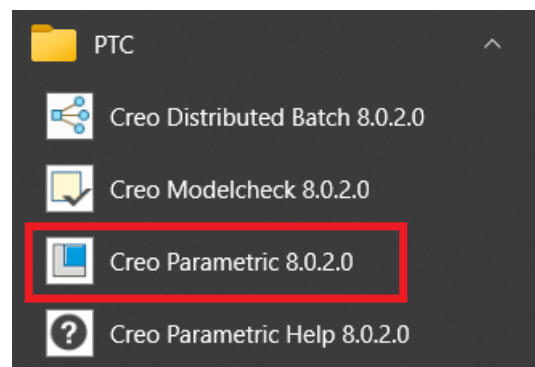 PTC
Creo Distributed Batch 8.0.2.0
Creo Modelcheck 8.0.2.0
Creo Parametric 8.0.2.0
Creo Parametric Help 8.0.2.0